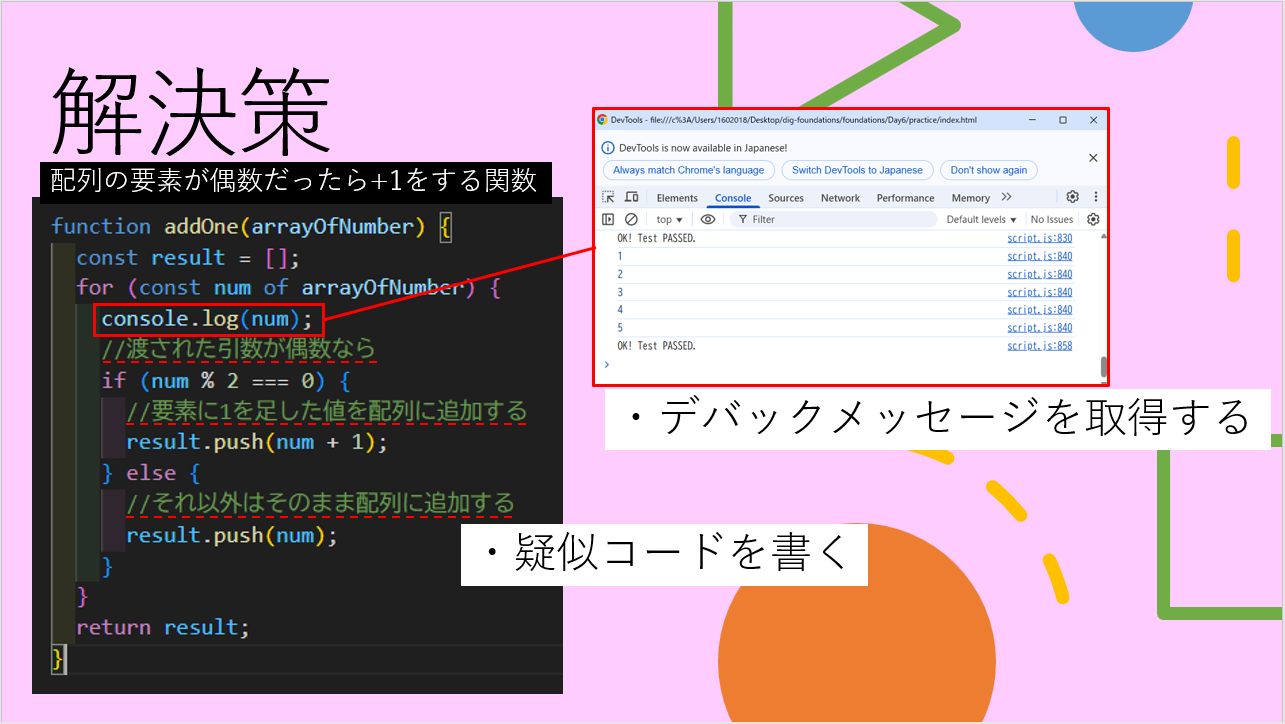 解決策
配列の要素が偶数だったら+1をする関数
function addOne(arrayOfNumber) {
const result = [];
for (const num of arrayOfNumber) {
console.log(num);
//渡された引数が偶数なら
if (num % 2 === 0) {
//要素に1を足した値を配列に追加する
result.push(num + 1);
} else {
//それ以外はそのまま配列に追加する
result.push(num);
}
}
return result;
}
DevTools - file:///c%3A/Users/1602018/Desktop/dig-foundations/foundations/Day6/practice/index.html
DevTools is now available in Japanese!
Always match Chrome's language Switch DevTools to Japanese Don't show again
Elements Console Sources Network Performance Memory
top Filter Default levels No Issues
OK! Test PASSED. script.js:830
1 script.js:840
2 script.js:840
3 script.js:840
4 script.js:840
5 script.js:840
OK! Test PASSED. script.js:858
・デバックメッセージを取得する
・疑似コードを書く